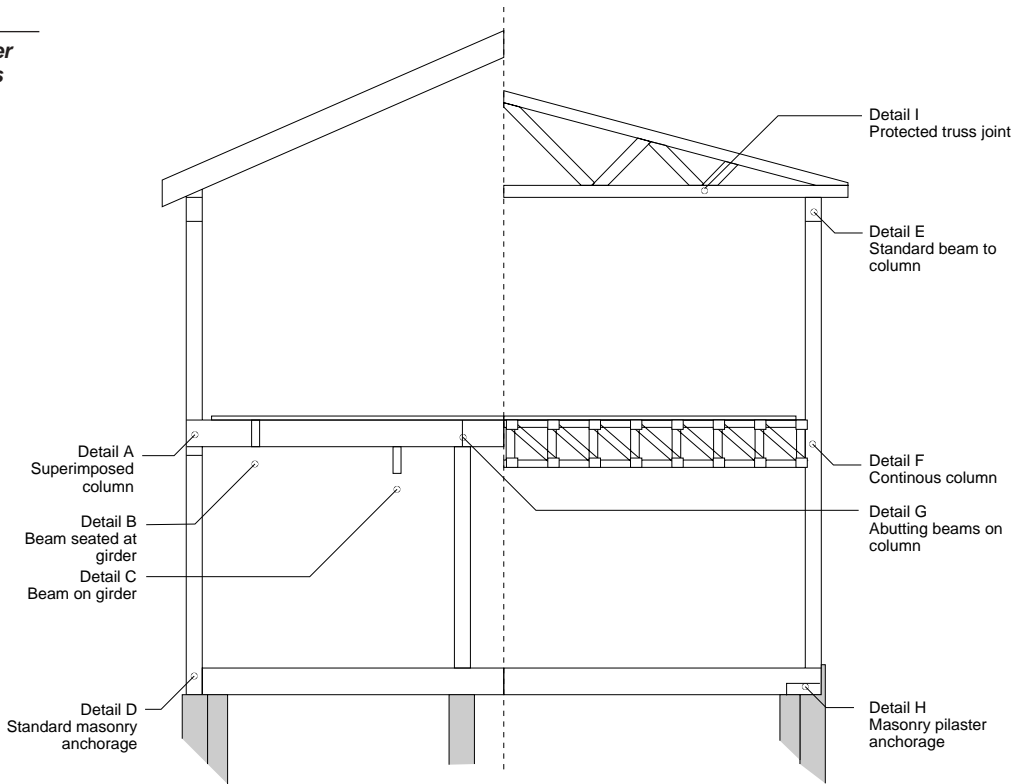 er
s
Detail I
Protected truss joint
Detail E
Standard beam to
column
Detail A
Superimposed
column
Detail F
Continous column
Detail B
Beam seated at
girder
Detail G
Abutting beams on
column
Detail C
Beam on girder
Detail D
Standard masonry
anchorage
Detail H
Masonry pilaster
anchorage